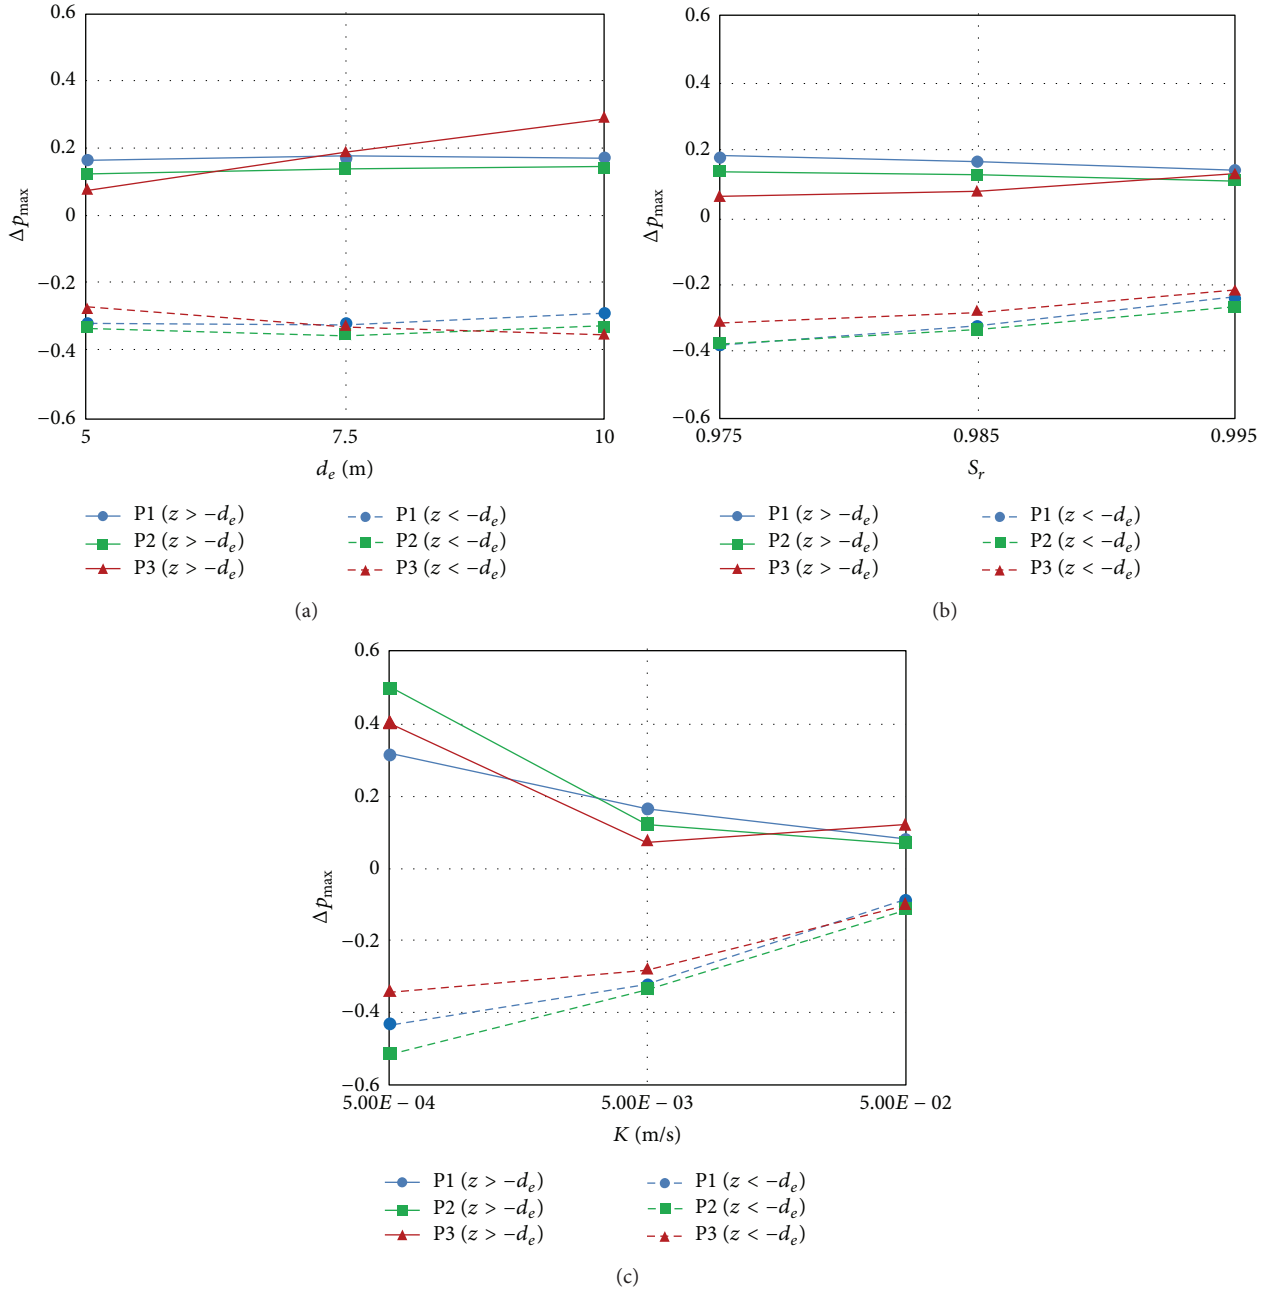 0.6
0.4
0.2
0
−0.2
−0.4
−0.6
Δpmax
5 7.5 10
de (m)
P1 (z > −de) P1 (z < −de)
P2 (z > −de) P2 (z < −de)
P3 (z > −de) P3 (z < −de)
(a)
0.6
0.4
0.2
0
−0.2
−0.4
−0.6
Δpmax
0.975 0.985 0.995
Sr
P1 (z > −de) P1 (z < −de)
P2 (z > −de) P2 (z < −de)
P3 (z > −de) P3 (z < −de)
(b)
0.6
0.4
0.2
0
−0.2
−0.4
−0.6
Δpmax
5.00E − 04 5.00E − 03 5.00E − 02
K (m/s)
P1 (z > −de) P1 (z < −de)
P2 (z > −de) P2 (z < −de)
P3 (z > −de) P3 (z < −de)
(c)